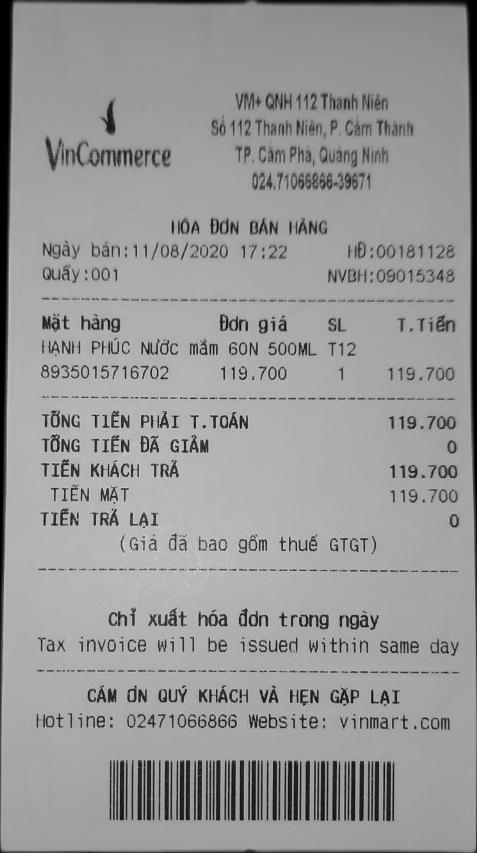 VinCommerce
VM+ QNH 112 Thanh Niên
Số 112 Thanh Niên, P. Cẩm Thành
TP. Cẩm Phả, Quảng Ninh
024.71066866-39671
HÓA ĐƠN BÁN HÀNG
Ngày bán:11/08/2020 17:22 HĐ:00181128
Quầy:001 NVBH:09015348
Mặt hàng Đơn giá SL T.Tiền
HẠNH PHÚC Nước mắm 60N 500ML T12
8935015716702 119.700 1 119.700
TỔNG TIỀN PHẢI T.TOÁN 119.700
TỔNG TIỀN ĐÃ GIẢM 0
TIỀN KHÁCH TRẢ 119.700
TIỀN MẶT 119.700
TIỀN TRẢ LẠI 0
(Giá đã bao gồm thuế GTGT)
Chỉ xuất hóa đơn trong ngày
Tax invoice will be issued within same day
CẢM ƠN QUÝ KHÁCH VÀ HẸN GẶP LẠI
Hotline: 02471066866 Website: vinmart.com